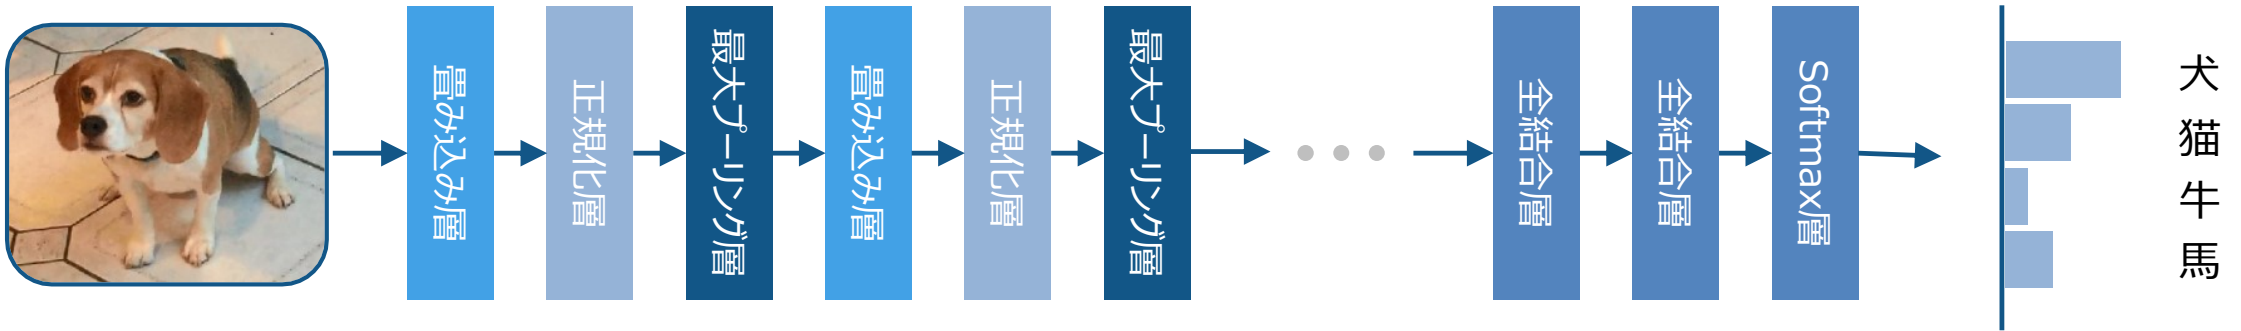 畳み込み層
正規化層
最大プーリング層
畳み込み層
正規化層
最大プーリング層
全結合層
全結合層
Softmax層
犬
猫
牛
馬